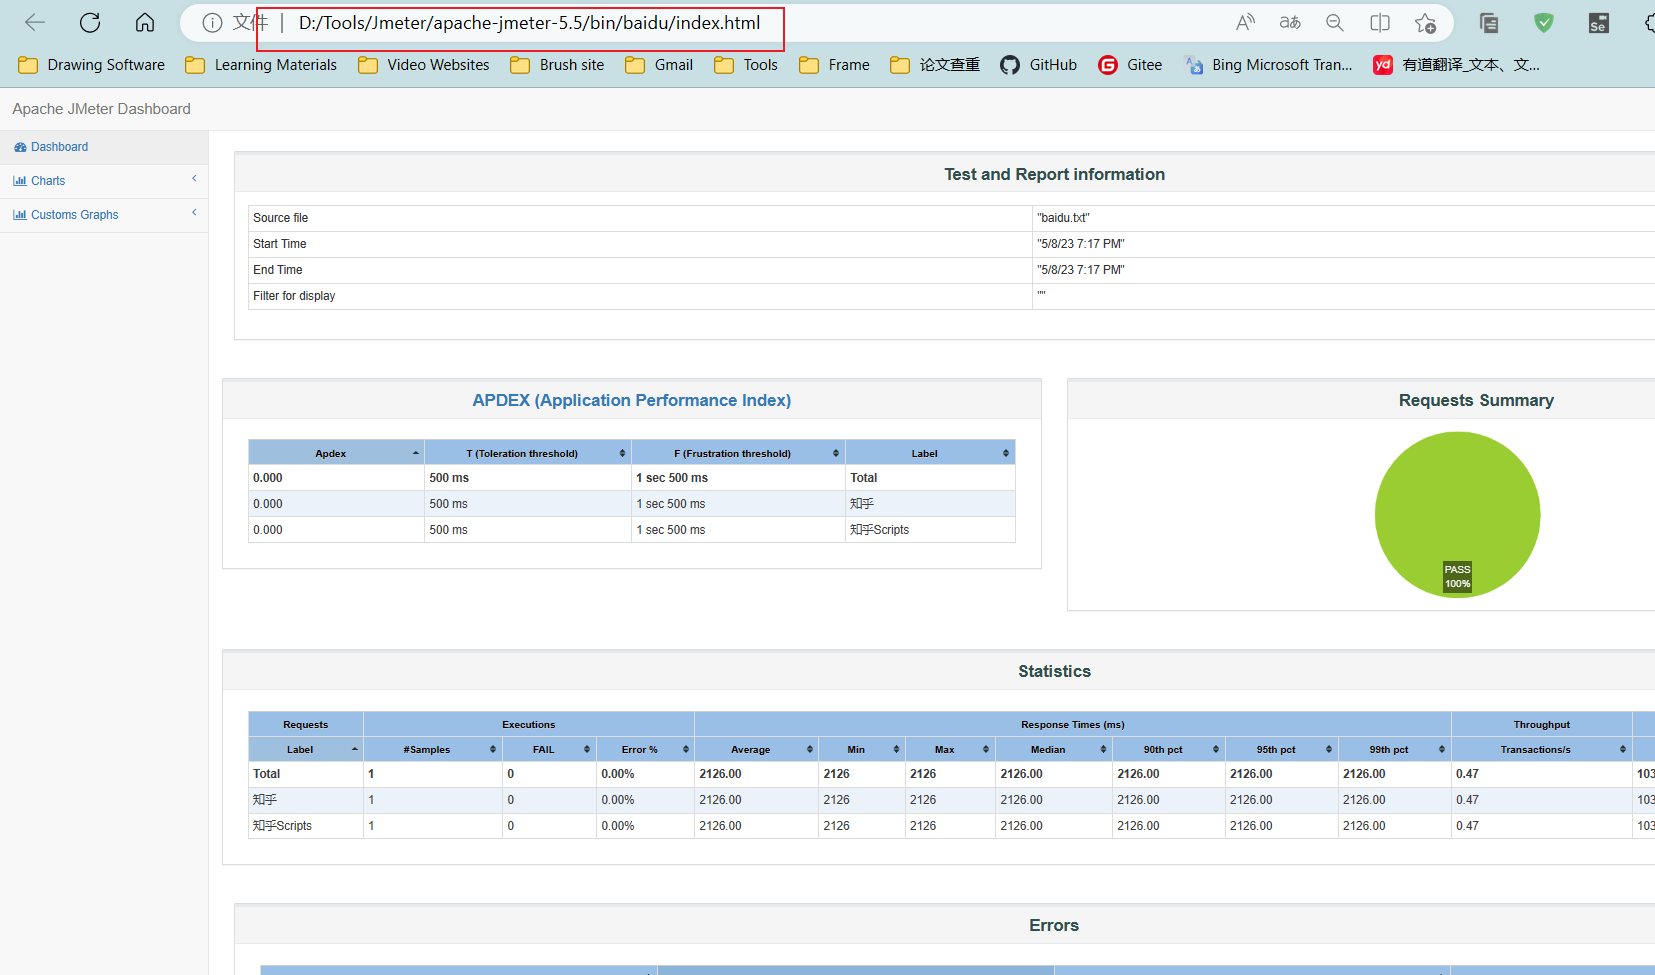 文件 | D:/Tools/Jmeter/apache-jmeter-5.5/bin/baidu/index.html
Drawing Software Learning Materials Video Websites Brush site Gmail Tools Frame 论文查重 GitHub Gitee Bing Microsoft Tran... 有道翻译_文本、文...
Apache JMeter Dashboard
Dashboard
Charts
Customs Graphs
Test and Report information
Source file "baidu.txt"
Start Time "5/8/23 7:17 PM"
End Time "5/8/23 7:17 PM"
Filter for display ""
APDEX (Application Performance Index)
Apdex T (Toleration threshold) F (Frustration threshold) Label
0.000 500 ms 1 sec 500 ms Total
0.000 500 ms 1 sec 500 ms 知乎
0.000 500 ms 1 sec 500 ms 知乎Scripts
Requests Summary
PASS
100%
Statistics
Requests Executions Response Times (ms) Throughput
Label #Samples FAIL Error % Average Min Max Median 90th pct 95th pct 99th pct Transactions/s
Total 1 0 0.00% 2126.00 2126 2126 2126.00 2126.00 2126.00 2126.00 0.47 103
知乎 1 0 0.00% 2126.00 2126 2126 2126.00 2126.00 2126.00 2126.00 0.47 103
知乎Scripts 1 0 0.00% 2126.00 2126 2126 2126.00 2126.00 2126.00 2126.00 0.47 103
Errors